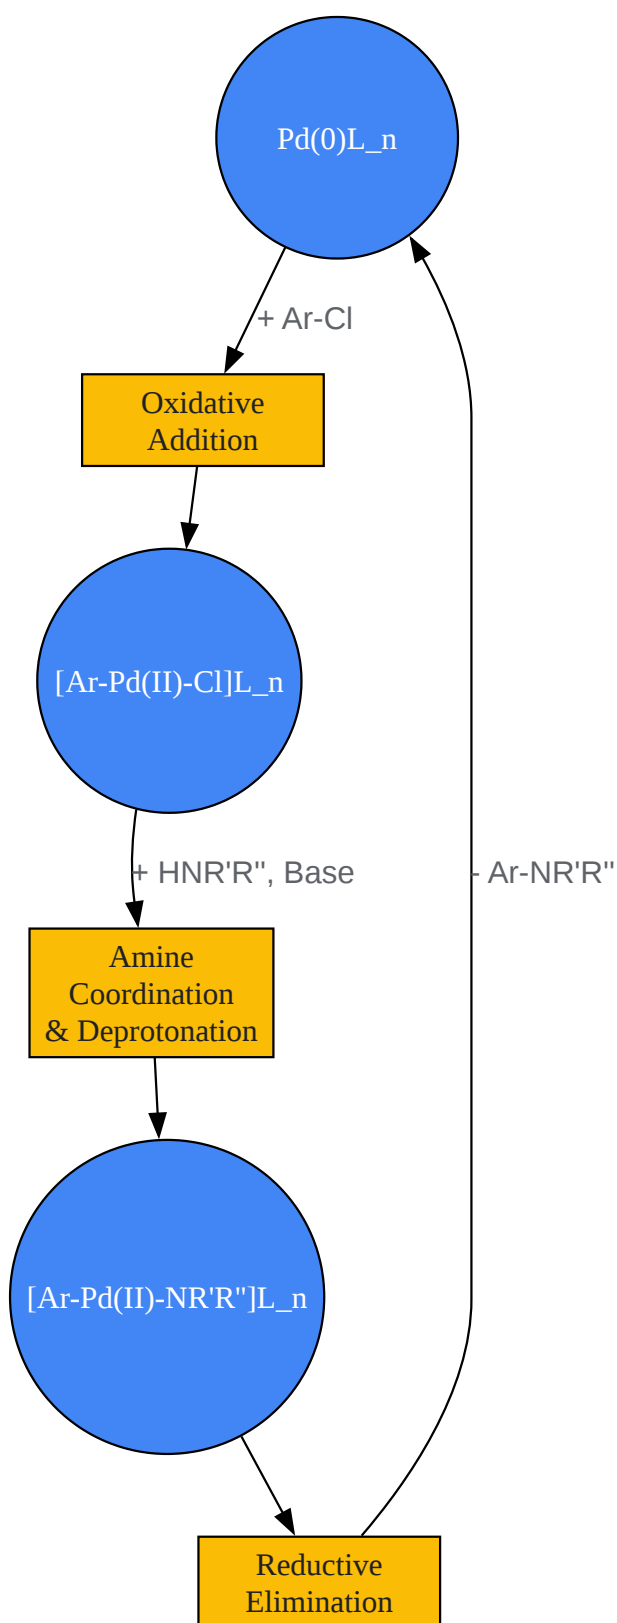 Pd(0)L_n
+ Ar-Cl
Oxidative
Addition
[Ar-Pd(II)-Cl]L_n
+ HNR'R", Base
- Ar-NR'R"
Amine
Coordination
& Deprotonation
[Ar-Pd(II)-NR'R"]L_n
Reductive
Elimination